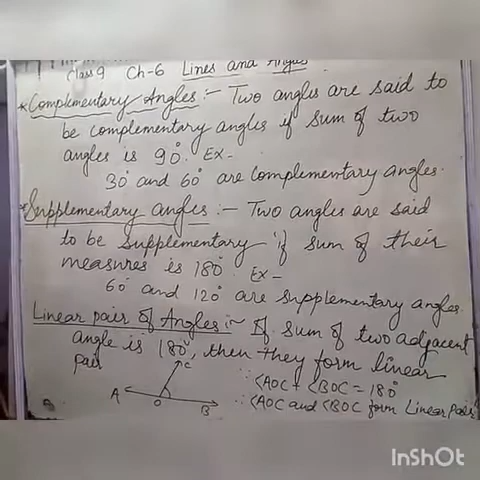 Class 9 Ch-6 Lines and Angles
*Complementary Angles:- Two angles are said to
be complementary angles if sum of two
angles is 90°. Ex-
30° and 60° are complementary angles.
*Supplementary angles:- Two angles are said
to be supplementary if sum of their
measures is 180°. Ex-
60° and 120° are supplementary angles.
Linear pair of Angles:- If sum of two adjacent
angle is 180°, then they form linear
pair
C
A O B
∵ <AOC + <BOC = 180°
∴ <AOC and <BOC form Linear Pair
InShOt